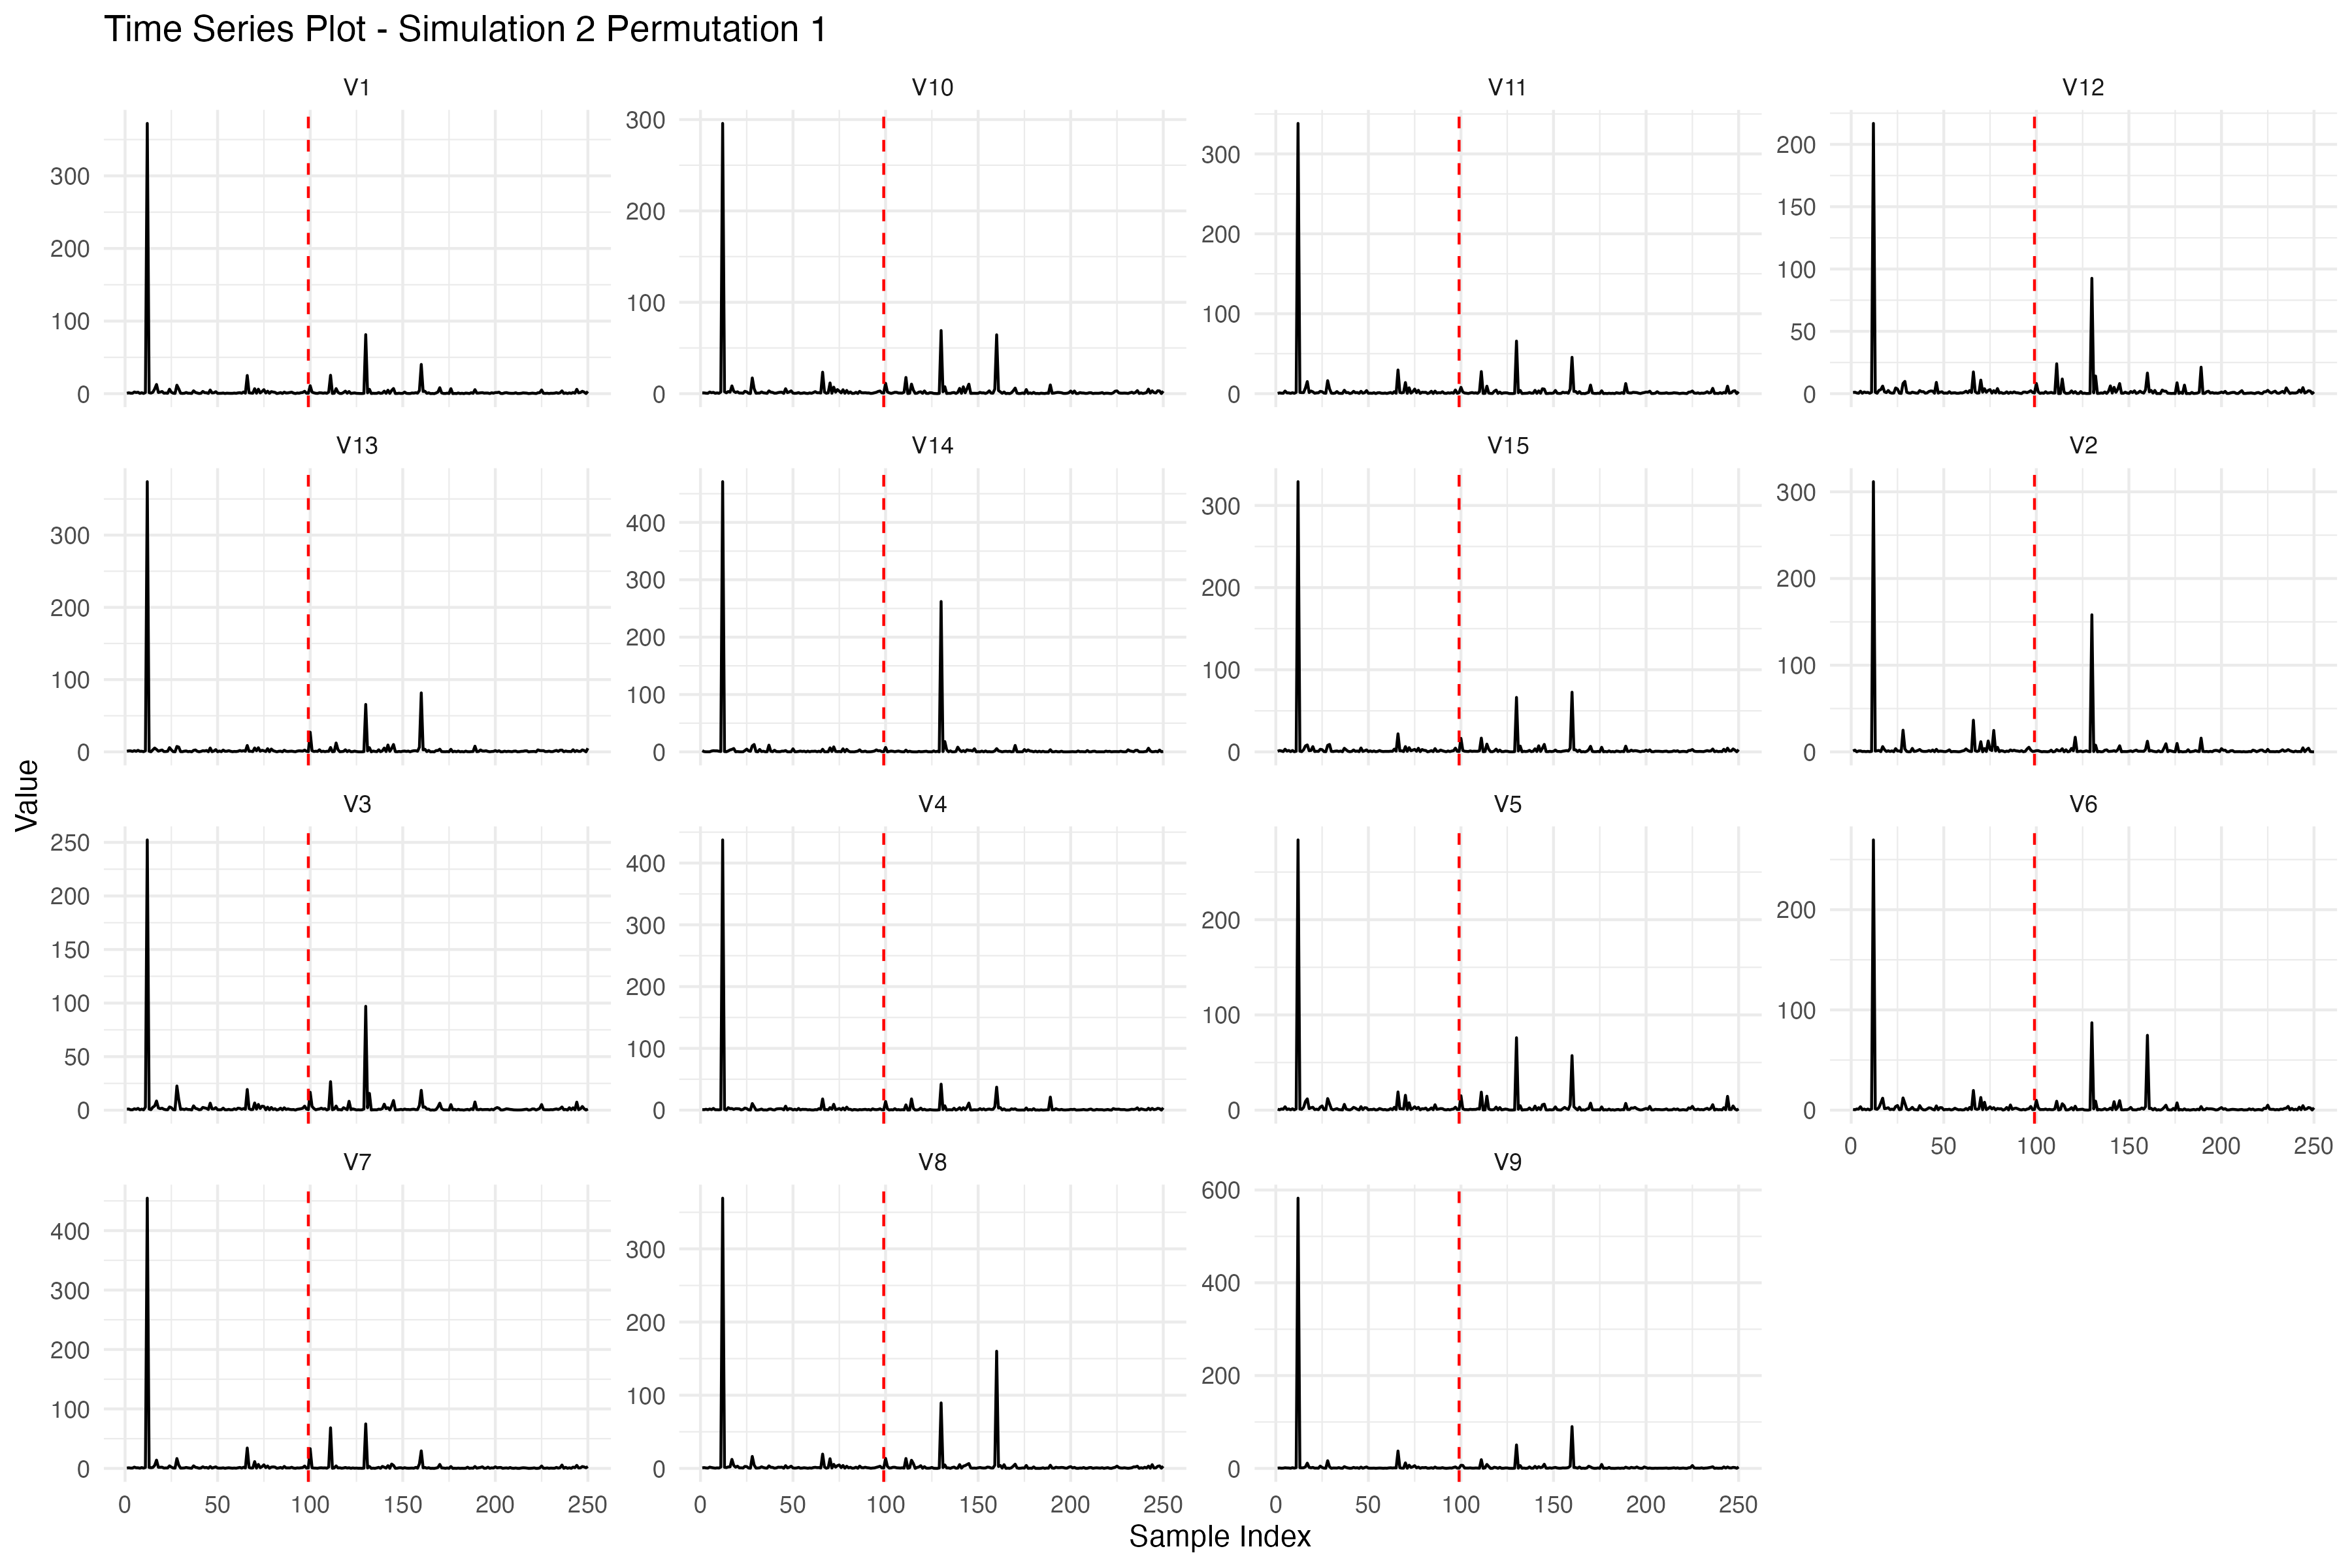 Time Series Plot - Simulation 2 Permutation 1
V1 V10 V11 V12
300 200 100 0
300 200 100 0
300 200 100 0
200 150 100 50 0
V13 V14 V15 V2
300 200 100 0
400 300 200 100 0
300 200 100 0
300 200 100 0
Value
V3 V4 V5 V6
250 200 150 100 50 0
400 300 200 100 0
200 100 0
200 100 0
0 50 100 150 200 250
V7 V8 V9
400 300 200 100 0
300 200 100 0
600 400 200 0
0 50 100 150 200 250
0 50 100 150 200 250
0 50 100 150 200 250
Sample Index